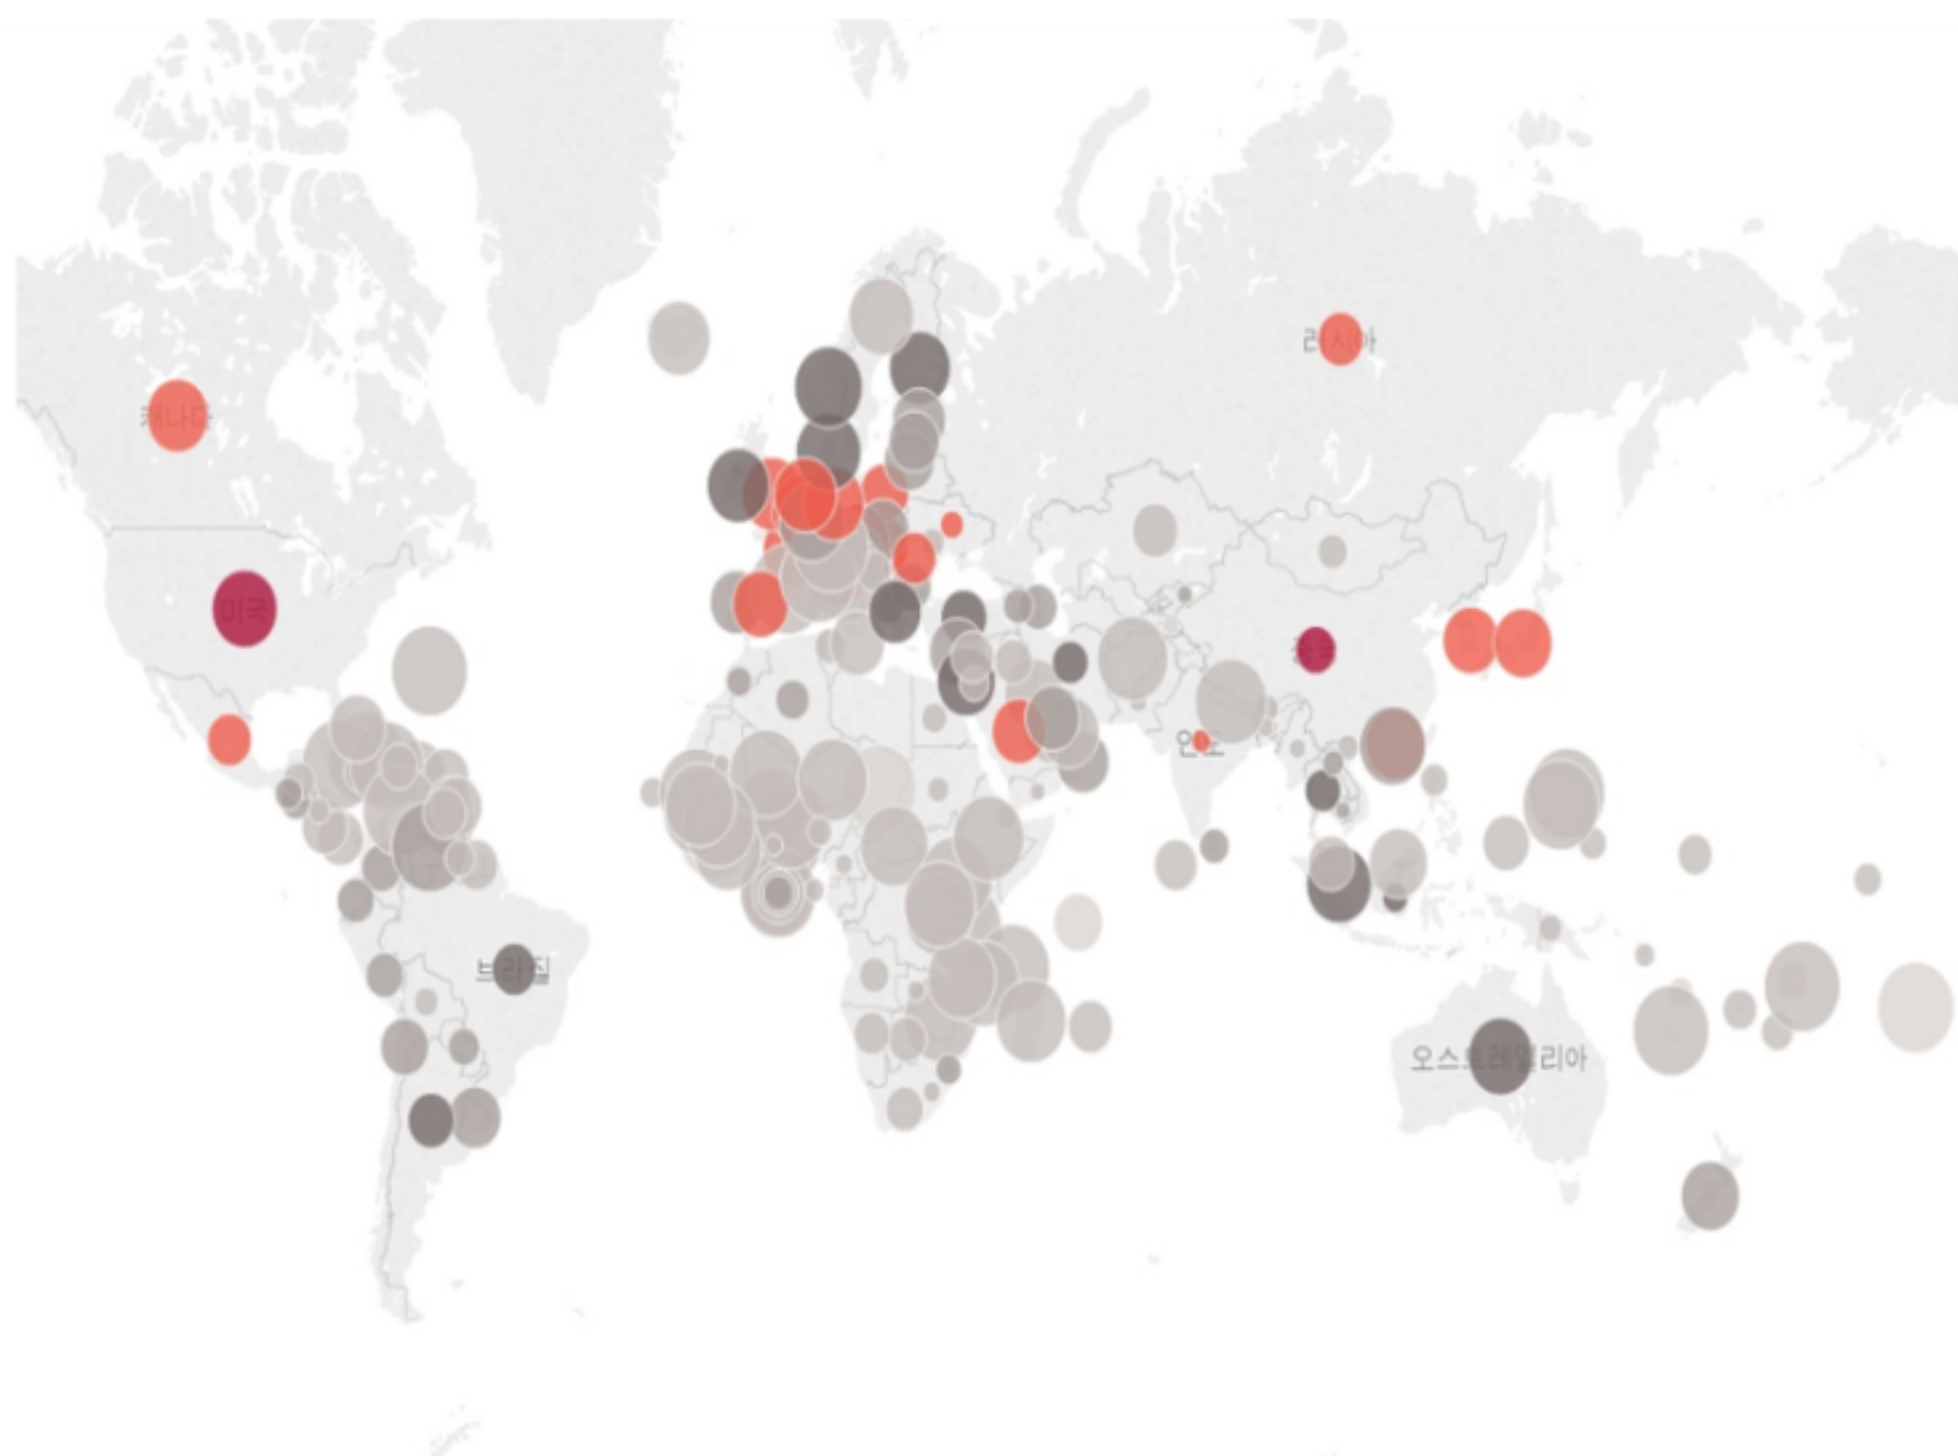 러시아
캐나다
미국
중국
인도
브라질
오스트레일리아